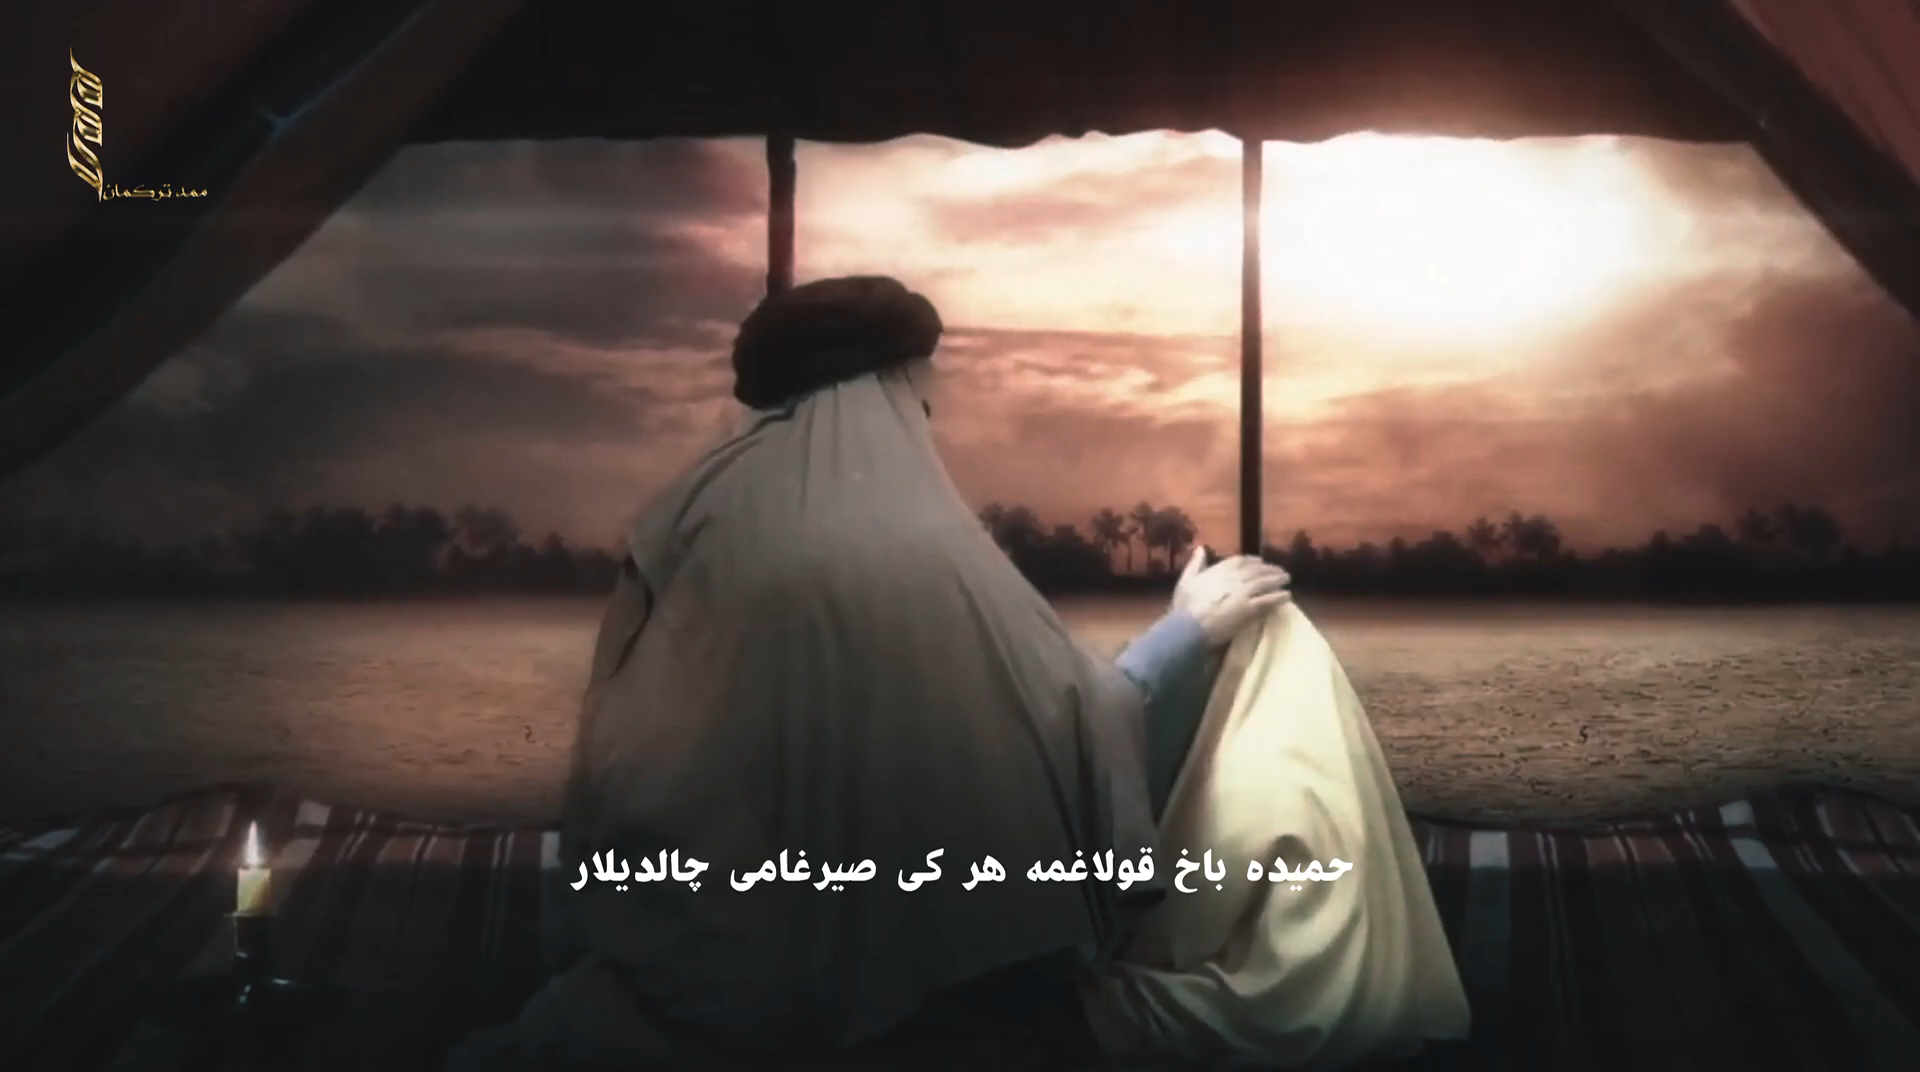 ممد ترکمان
حمیده باخ قولاغمه هر کی صیرغامی چالدیلار